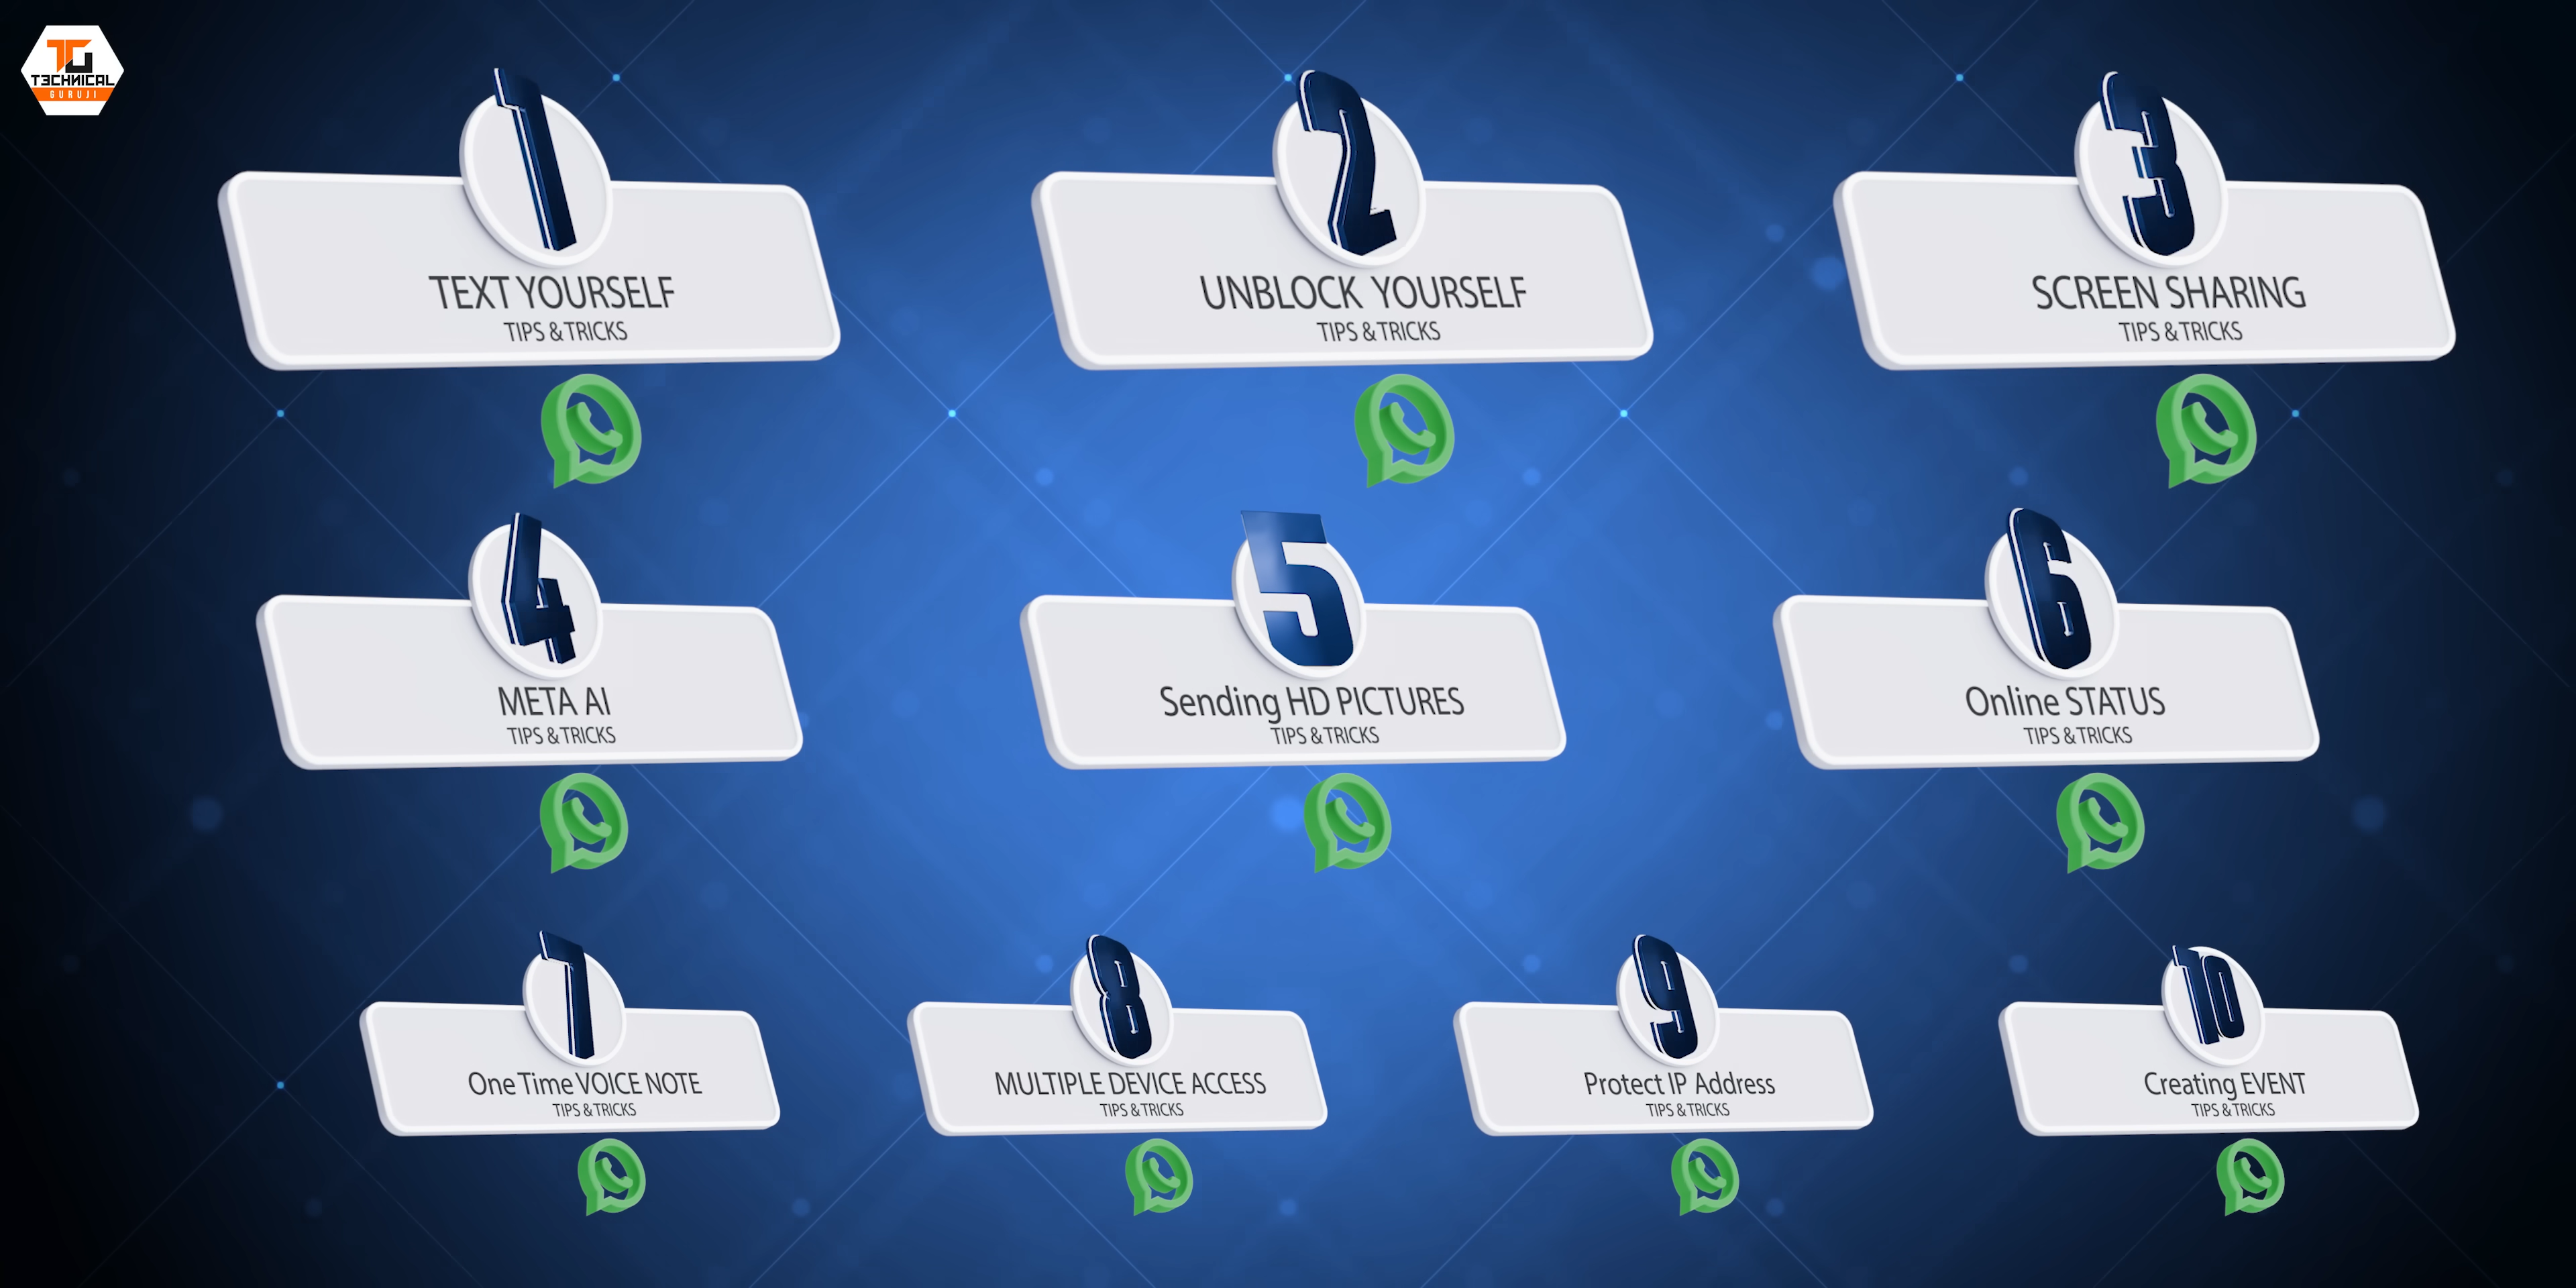 TECHNICAL
GURUJI
1
TEXT YOURSELF
TIPS & TRICKS
2
UNBLOCK YOURSELF
TIPS & TRICKS
3
SCREEN SHARING
TIPS & TRICKS
4
META AI
TIPS & TRICKS
5
Sending HD PICTURES
TIPS & TRICKS
6
Online STATUS
TIPS & TRICKS
7
One Time VOICE NOTE
TIPS & TRICKS
8
MULTIPLE DEVICE ACCESS
TIPS & TRICKS
9
Protect IP Address
TIPS & TRICKS
10
Creating EVENT
TIPS & TRICKS